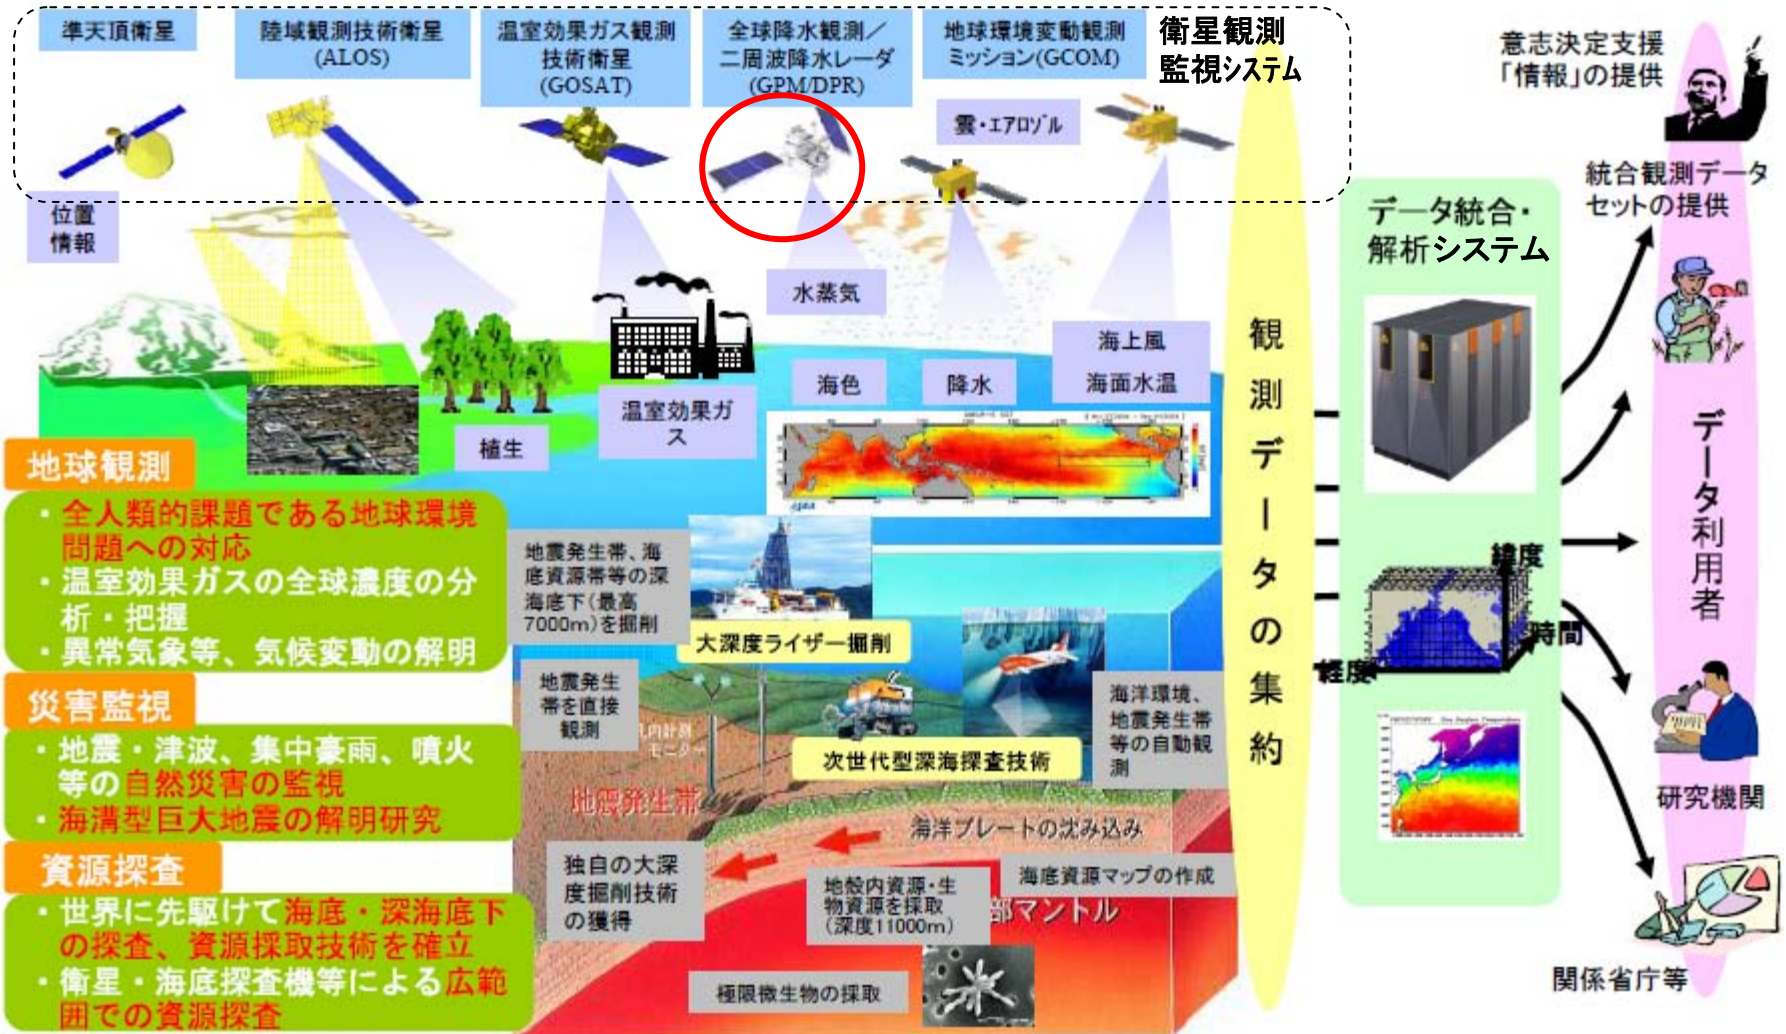 準天頂衛星
陸域観測技術衛星
(ALOS)
温室効果ガス観測
技術衛星
(GOSAT)
全球降水観測／
二周波降水レーダ
(GPM/DPR)
地球環境変動観測
ミッション(GCOM)
衛星観測
監視システム
雲・エアロゾル
位置
情報
水蒸気
海上風
海面水温
海色
降水
温室効果ガ
ス
植生
地球観測
・全人類的課題である地球環境
問題への対応
・温室効果ガスの全球濃度の分
析・把握
・異常気象等、気候変動の解明
災害監視
・地震・津波、集中豪雨、噴火
等の自然災害の監視
・海溝型巨大地震の解明研究
資源探査
・世界に先駆けて海底・深海底下
の探査、資源採取技術を確立
・衛星・海底探査機等による広範
囲での資源探査
地震発生帯、海
底資源帯等の深
海底下（最高
7000m）を掘削
大深度ライザー掘削
地震発生
帯を直接
観測
孔内計測
モニター
次世代型深海探査技術
海洋環境、
地震発生帯
等の自動観
測
地震発生帯
海洋プレートの沈み込み
独自の大深
度掘削技術
の獲得
地殻内資源・生
物資源を採取
（深度11000m）
海底資源マップの作成
部マントル
極限微生物の採取
観測データの集約
データ統合・
解析システム
緯度
時間
経度
意志決定支援
「情報」の提供
統合観測データ
セットの提供
データ利用者
研究機関
関係省庁等